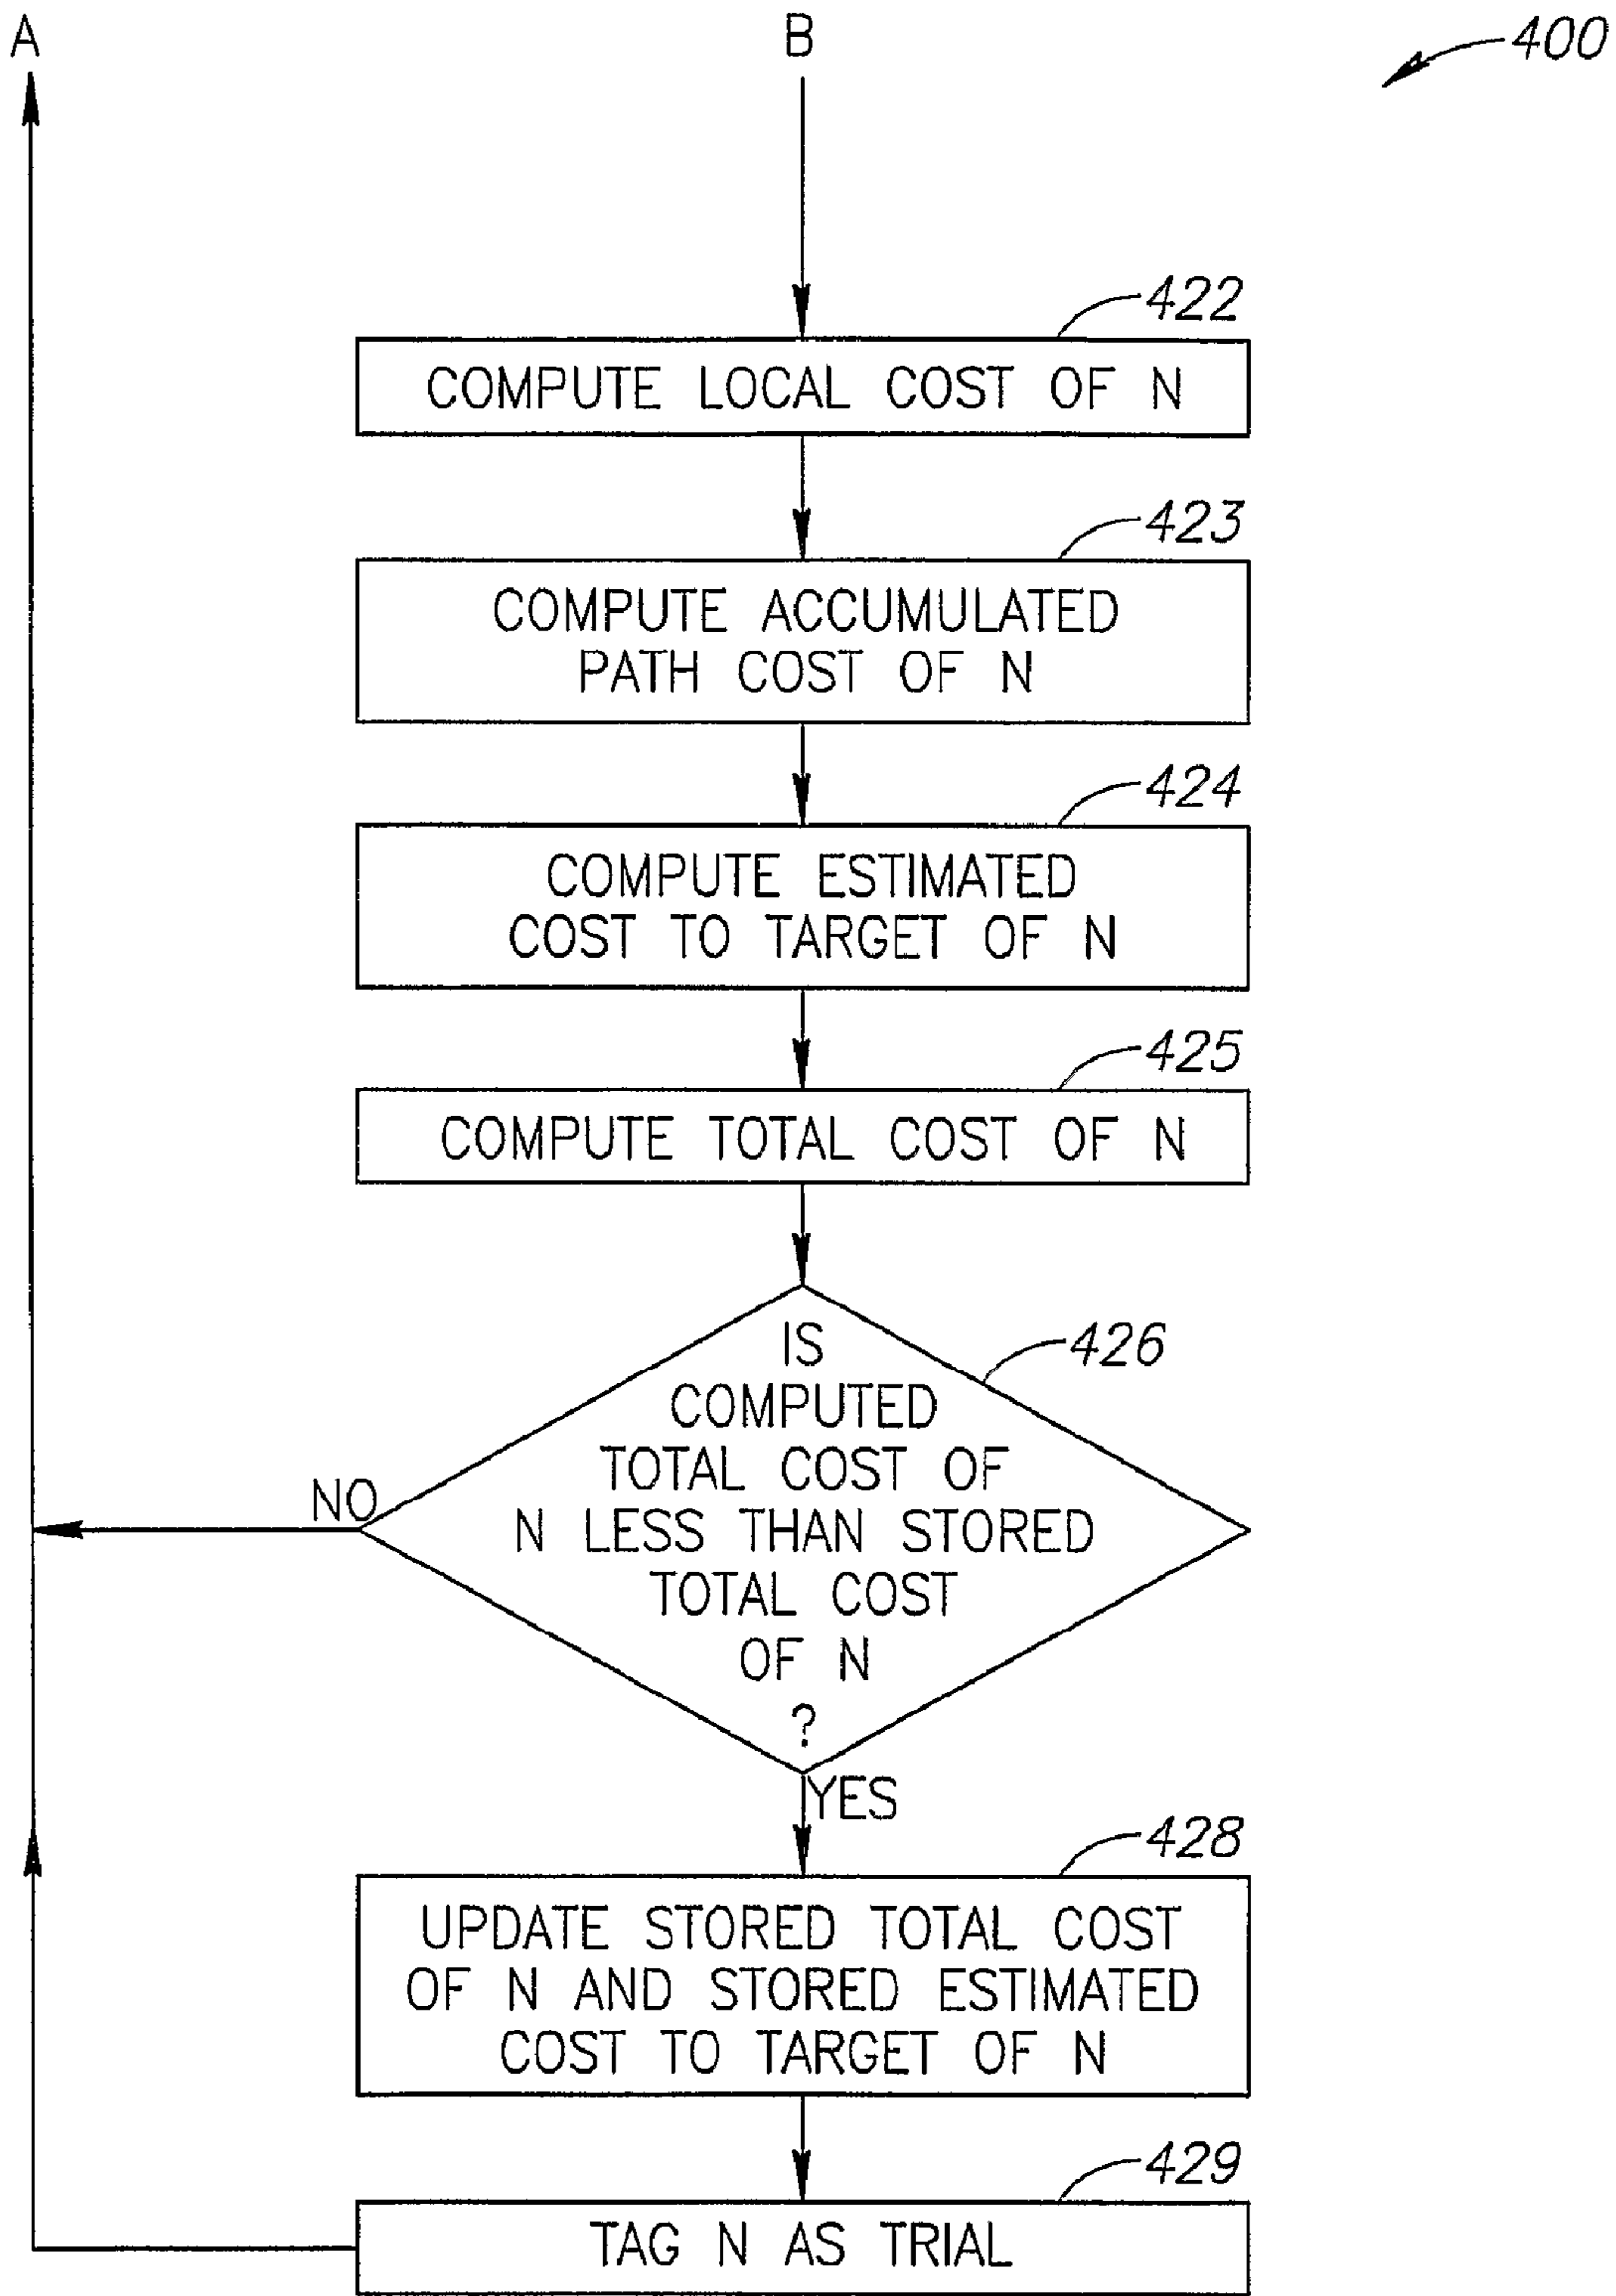 A
B
400
422
COMPUTE LOCAL COST OF N
423
COMPUTE ACCUMULATED
PATH COST OF N
424
COMPUTE ESTIMATED
COST TO TARGET OF N
425
COMPUTE TOTAL COST OF N
426
IS
COMPUTED
TOTAL COST OF
N LESS THAN STORED
TOTAL COST
OF N
?
NO
YES
428
UPDATE STORED TOTAL COST
OF N AND STORED ESTIMATED
COST TO TARGET OF N
429
TAG N AS TRIAL